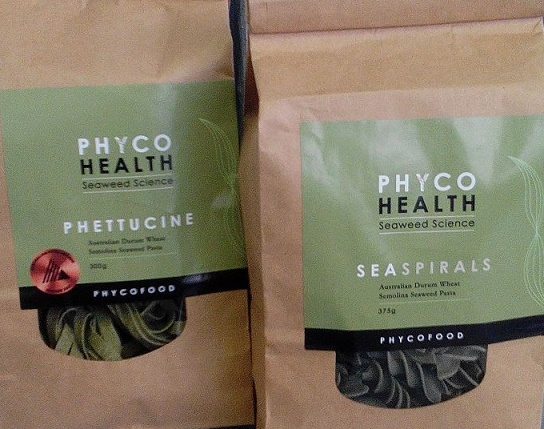 PHYCO
HEALTH
Seaweed Science
PHETTUCINE
Australian Durum Wheat
Semolina Seaweed Pasta
300g
PHYCOFOOD
PHYCO
HEALTH
Seaweed Science
SEASPIRALS
Australian Durum Wheat
Semolina Seaweed Pasta
375g
PHYCOFOOD